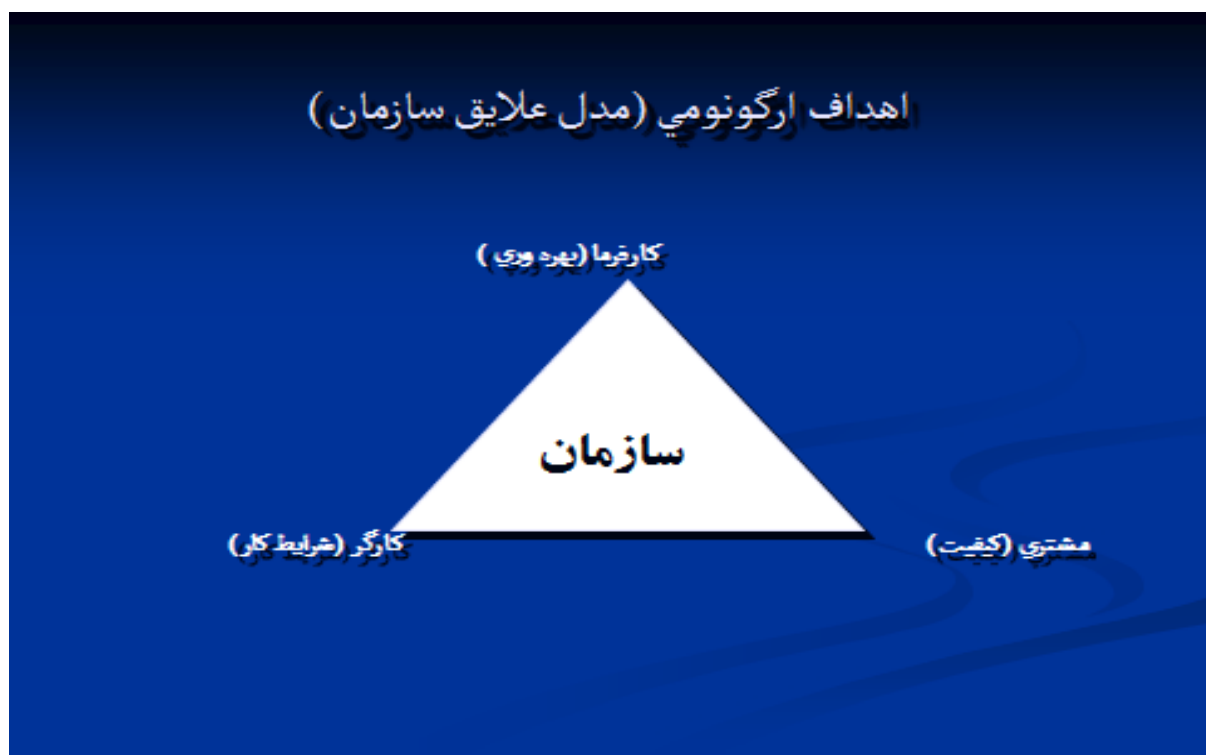 اهداف ارگونومي (مدل علايق سازمان)
كارفرما (بهره وري )
سازمان
مشتري (كيفيت)
كارگر (شرايط كار)